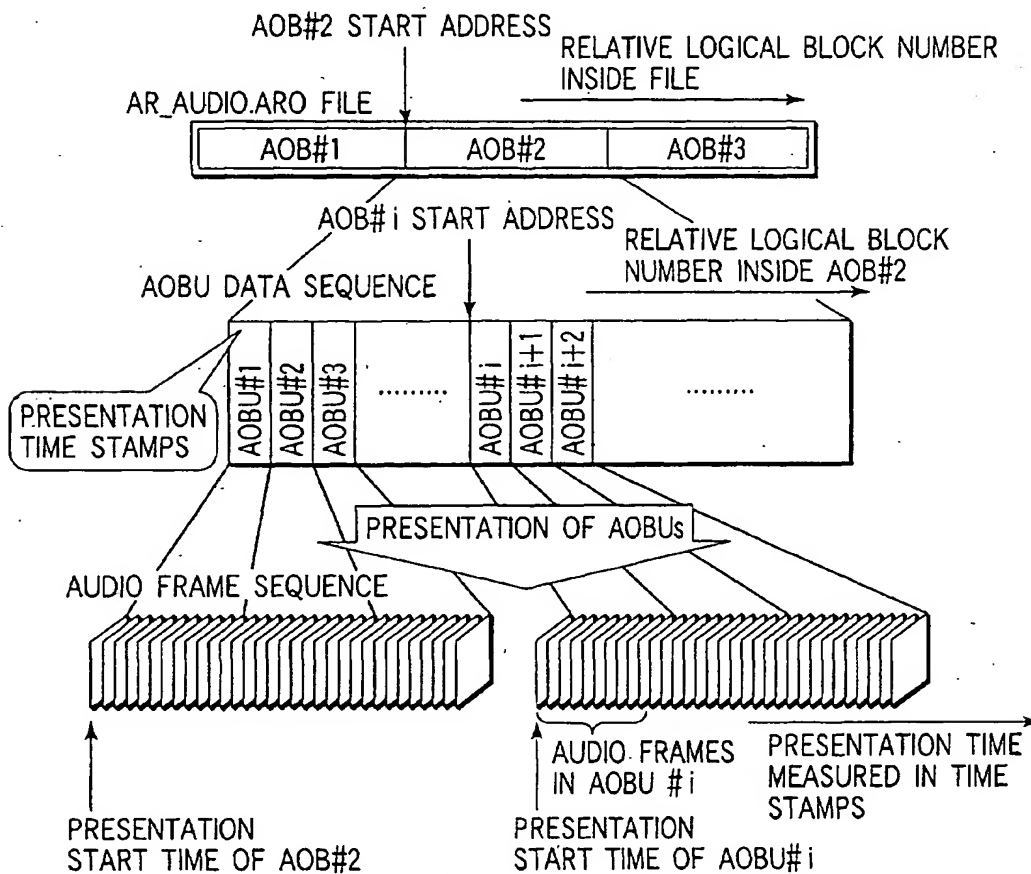 AOB#2 START ADDRESS
RELATIVE LOGICAL BLOCK NUMBER
INSIDE FILE
AR_AUDIO.ARO FILE
AOB#1
AOB#2
AOB#3
AOB#i START ADDRESS
RELATIVE LOGICAL BLOCK
NUMBER INSIDE AOB#2
AOBU DATA SEQUENCE
AOBU#1
AOBU#2
AOBU#3
.........
AOBU#i
AOBU#i+1
AOBU#i+2
.........
PRESENTATION
TIME STAMPS
PRESENTATION OF AOBUs
AUDIO FRAME SEQUENCE
AUDIO FRAMES
IN AOBU #i
PRESENTATION TIME
MEASURED IN TIME
STAMPS
PRESENTATION
START TIME OF AOB#2
PRESENTATION
START TIME OF AOBU#i